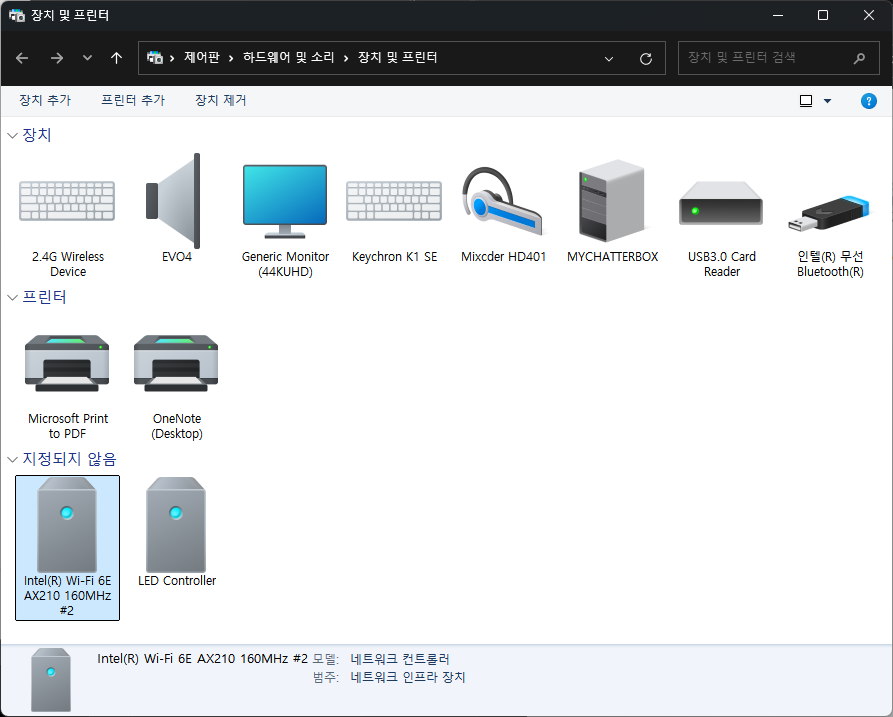 장치 및 프린터
제어판 > 하드웨어 및 소리 > 장치 및 프린터
장치 및 프린터 검색
장치 추가
프린터 추가
장치 제거
?
장치
2.4G Wireless
Device
EVO4
Generic Monitor
(44KUHD)
Keychron K1 SE
Mixcder HD401
MYCHATTERBOX
USB3.0 Card
Reader
인텔(R) 무선
Bluetooth(R)
프린터
Microsoft Print
to PDF
OneNote
(Desktop)
지정되지 않음
Intel(R) Wi-Fi 6E
AX210 160MHz
#2
LED Controller
Intel(R) Wi-Fi 6E AX210 160MHz #2 모델: 네트워크 컨트롤러
범주: 네트워크 인프라 장치